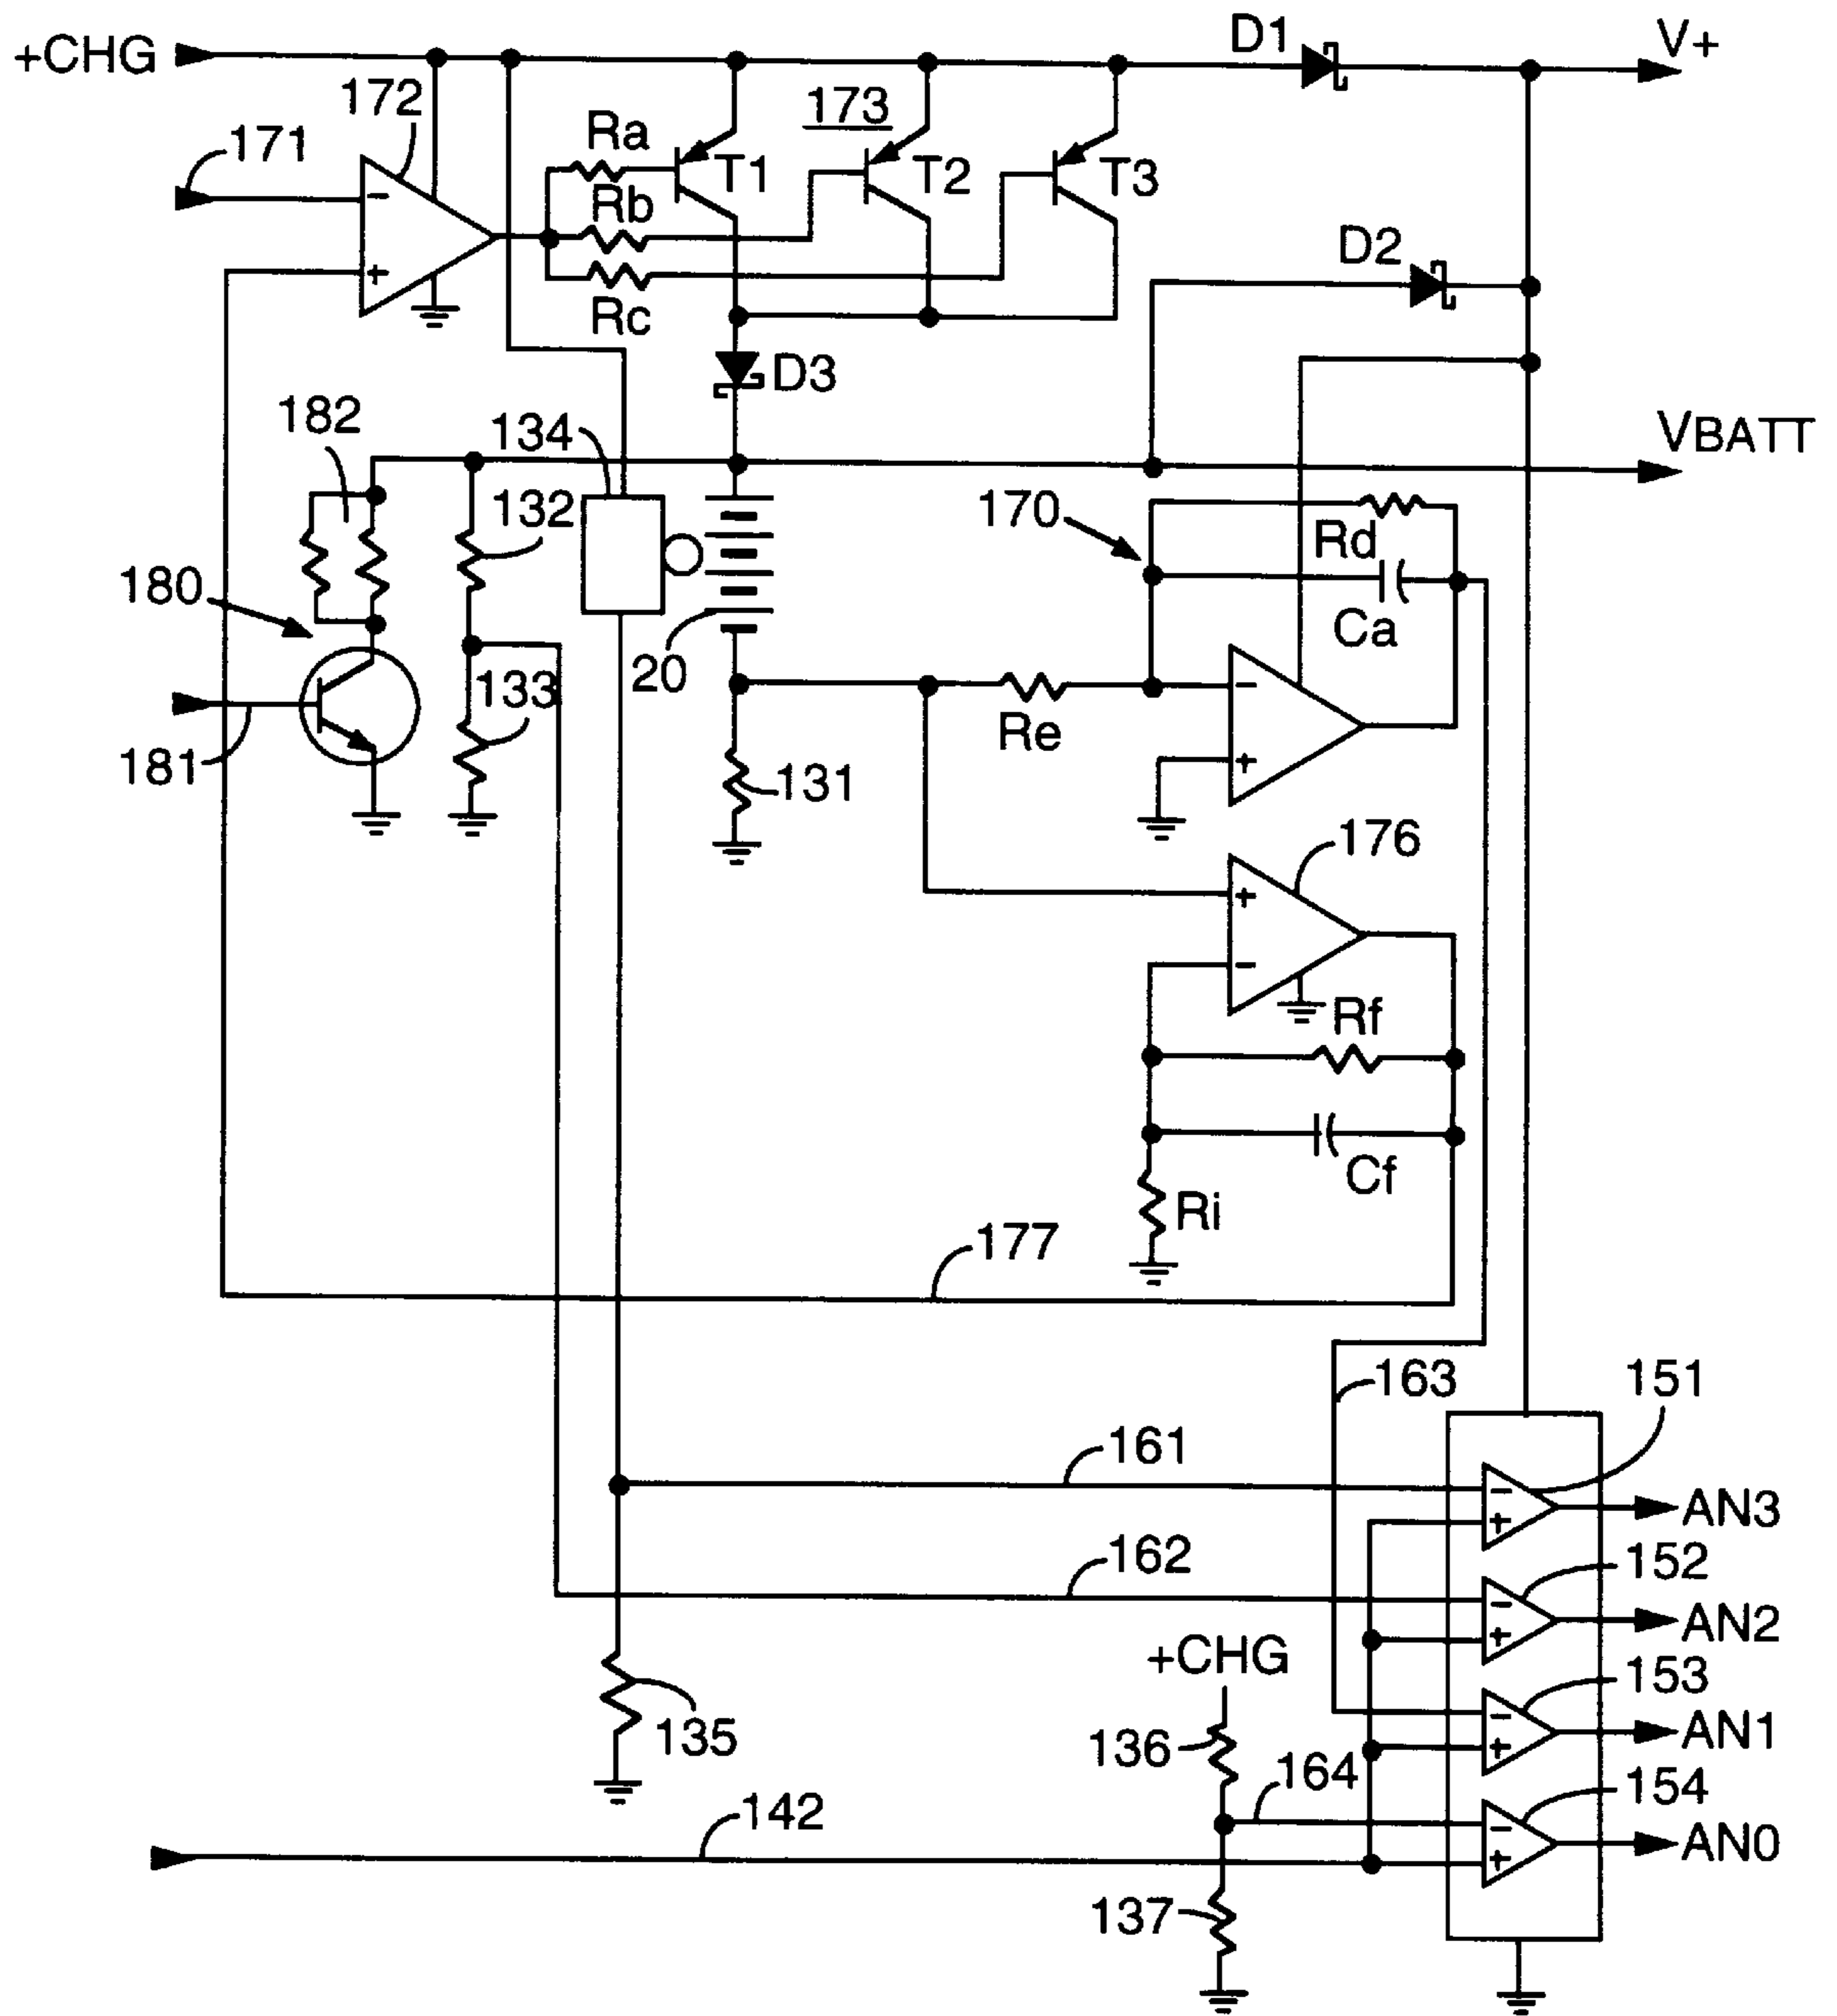 +CHG
D1
V+
172
171
Ra
173
T1
T2
T3
Rb
Rc
D2
D3
VBATT
182
134
132
170
Rd
180
Ca
20
133
Re
181
131
176
Rf
Cf
Ri
177
163
151
161
AN3
162
152
AN2
+CHG
153
135
136
AN1
164
154
142
AN0
137